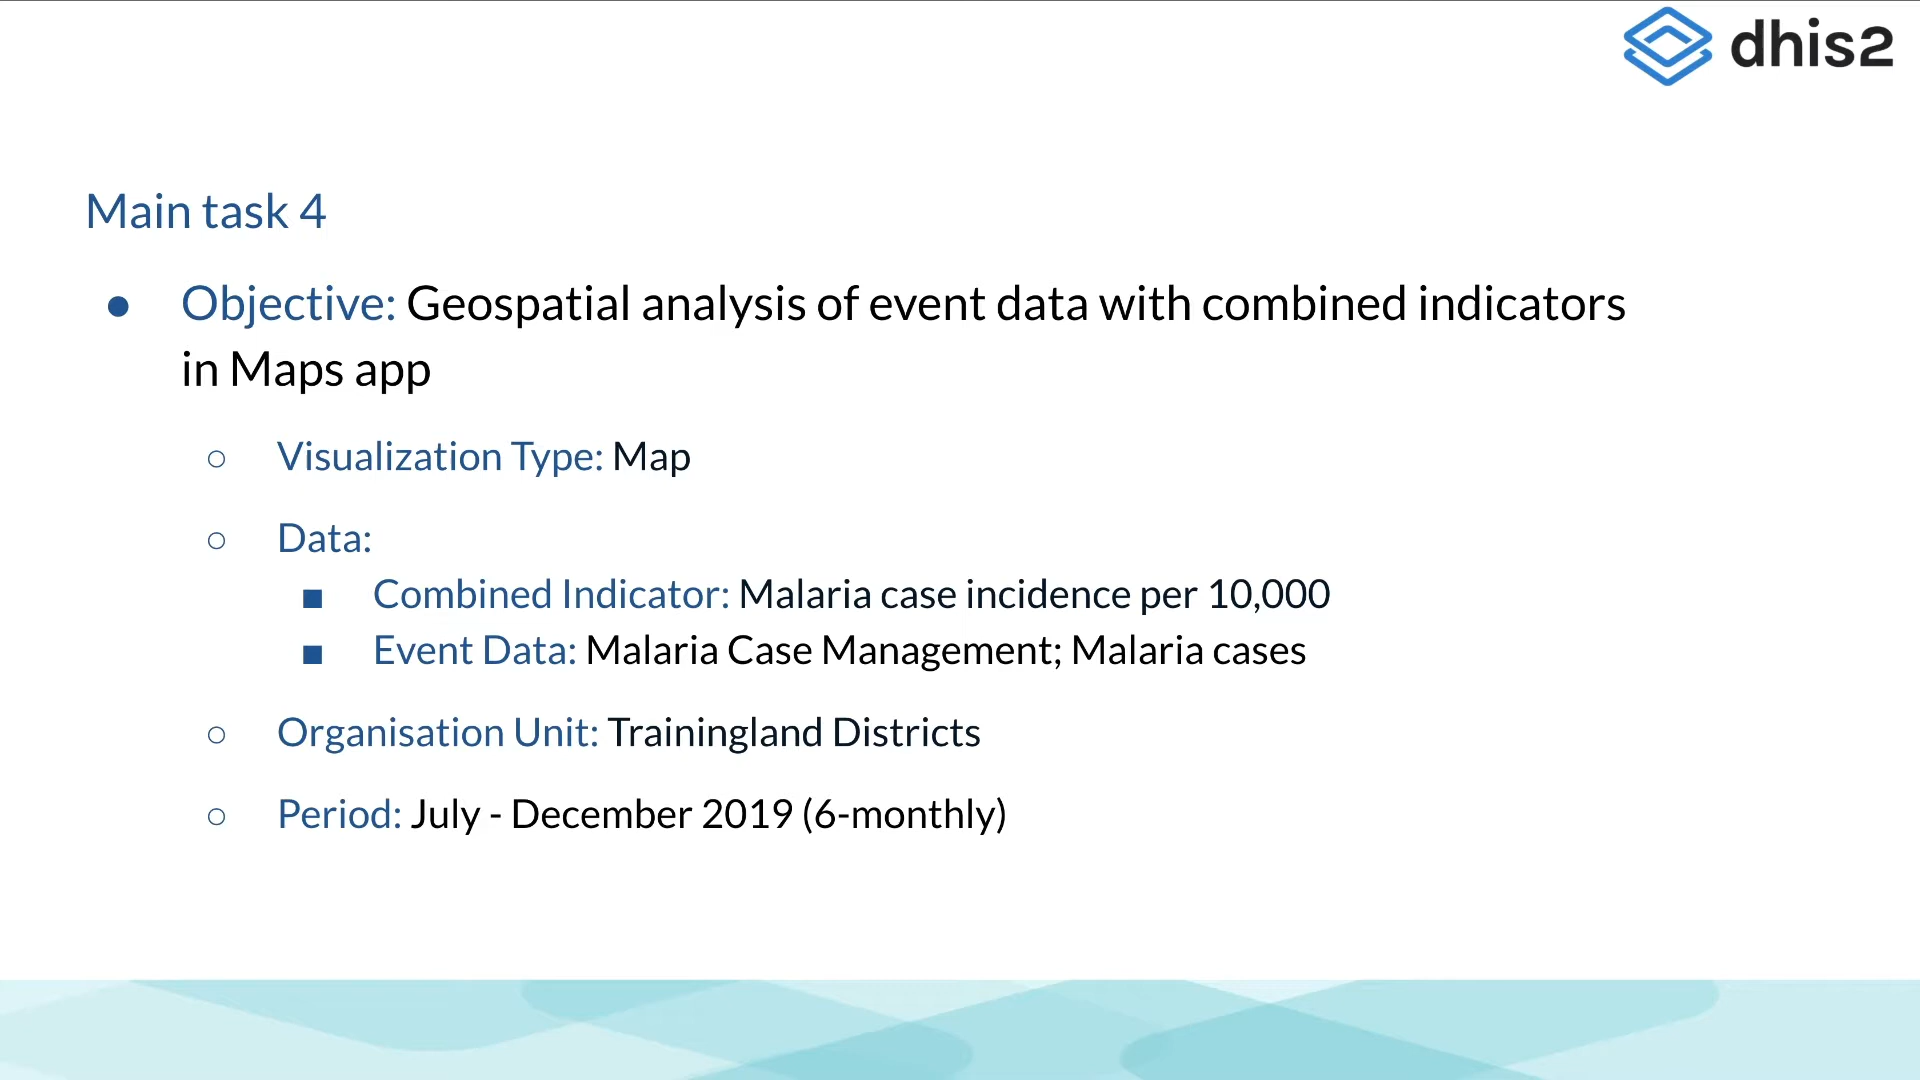 dhis2
Main task 4
● Objective: Geospatial analysis of event data with combined indicators
in Maps app
○ Visualization Type: Map
○ Data:
■ Combined Indicator: Malaria case incidence per 10,000
■ Event Data: Malaria Case Management; Malaria cases
○ Organisation Unit: Trainingland Districts
○ Period: July - December 2019 (6-monthly)